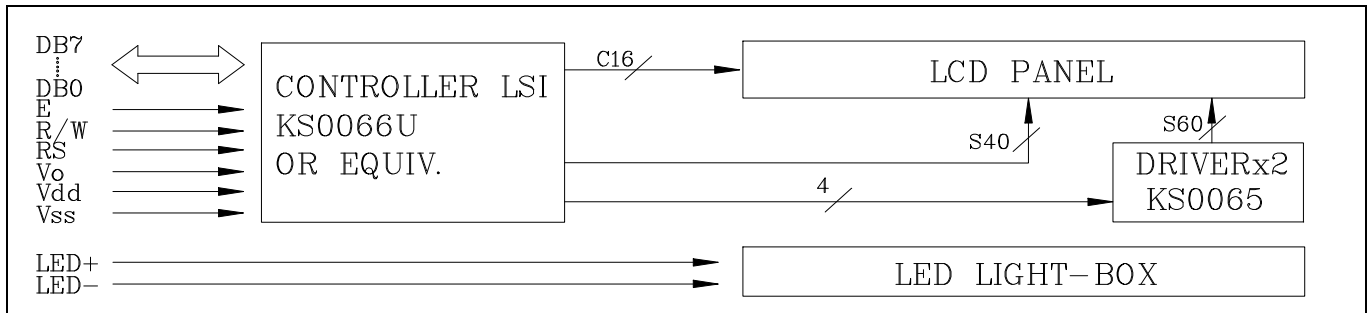 DB7
DB0
E
R/W
RS
Vo
Vdd
Vss
LED+
LED-
CONTROLLER LSI
KS0066U
OR EQUIV.
C16
S40
4
LCD PANEL
S60
DRIVERx2
KS0065
LED LIGHT-BOX